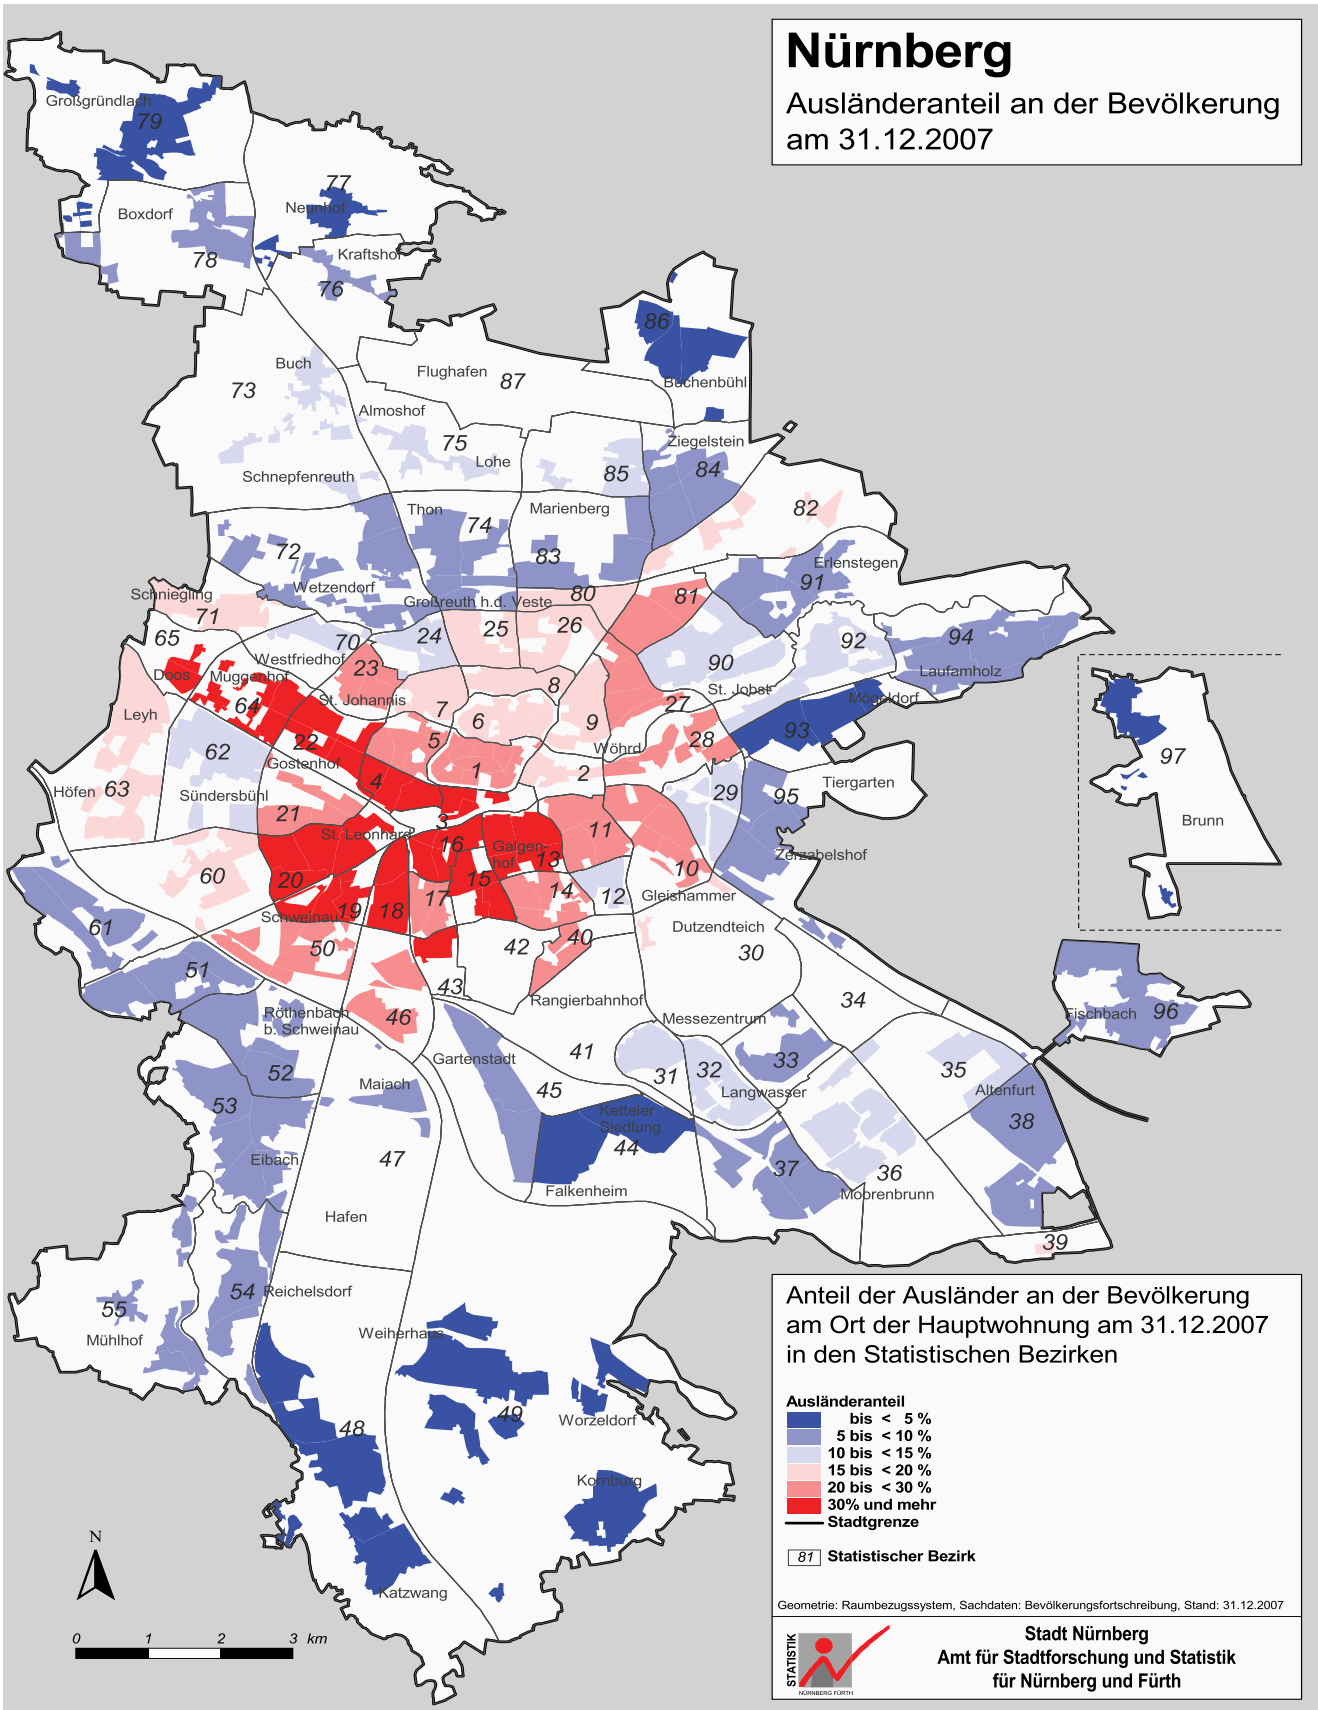 Nürnberg
Ausländeranteil an der Bevölkerung
am 31.12.2007
Großgründlach
79
77
Neunhof
Boxdorf
78
Kraftshof
76
86
Buchenbühl
Buch
73
Flughafen
87
Almoshof
75
Lohe
Ziegelstein
84
85
Schnepfenreuth
82
Thon
74
Marienberg
83
72
Wetzendorf
Erlenstegen
91
Schniegling
71
Großreuth h.d. Veste
80
81
65
70
24
25
26
92
94
Laufamholz
Westfriedhof
23
90
St. Jobst
Doos
Muggenhof
64
St. Johannis
8
27
Mögeldorf
93
Leyh
7
6
9
Wöhrd
28
97
62
22
Gostenhof
5
1
2
Tiergarten
Höfen
63
Sündersbühl
4
29
95
Brunn
21
3
St. Leonhard
16
Galgen-
hof
13
11
Zerzabelshof
60
20
15
14
10
17
12
Gleishammer
Schweinau
19
18
61
50
42
40
Dutzendteich
30
51
43
Rangierbahnhof
34
Röthenbach
b. Schweinau
46
Messezentrum
Fischbach
96
Gartenstadt
41
33
52
Maiach
45
31
32
Langwasser
35
Altenfurt
53
Ketteler
Siedlung
44
38
Eibach
47
37
36
Moorenbrunn
Falkenheim
Hafen
39
54
Reichelsdorf
55
Mühlhof
Weiherhaus
48
49
Worzeldorf
Kornburg
Katzwang
N
0 1 2 3 km
Anteil der Ausländer an der Bevölkerung
am Ort der Hauptwohnung am 31.12.2007
in den Statistischen Bezirken
Ausländeranteil
bis < 5 %
5 bis < 10 %
10 bis < 15 %
15 bis < 20 %
20 bis < 30 %
30% und mehr
Stadtgrenze
81 Statistischer Bezirk
Geometrie: Raumbezugssystem, Sachdaten: Bevölkerungsfortschreibung, Stand: 31.12.2007
STATISTIK
NÜRNBERG FÜRTH
Stadt Nürnberg
Amt für Stadtforschung und Statistik
für Nürnberg und Fürth